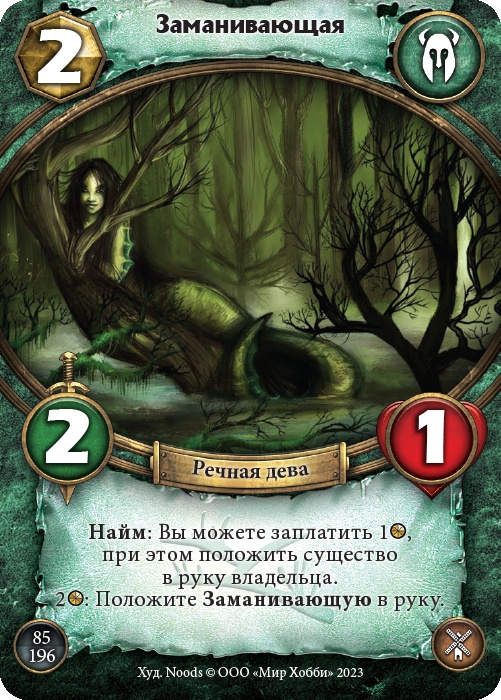 2
Заманивающая
2
1
Речная дева
Найм: Вы можете заплатить 1,
при этом положить существо
в руку владельца.
2: Положите Заманивающую в руку.
85
196
Худ. Noods © ООО «Мир Хобби» 2023